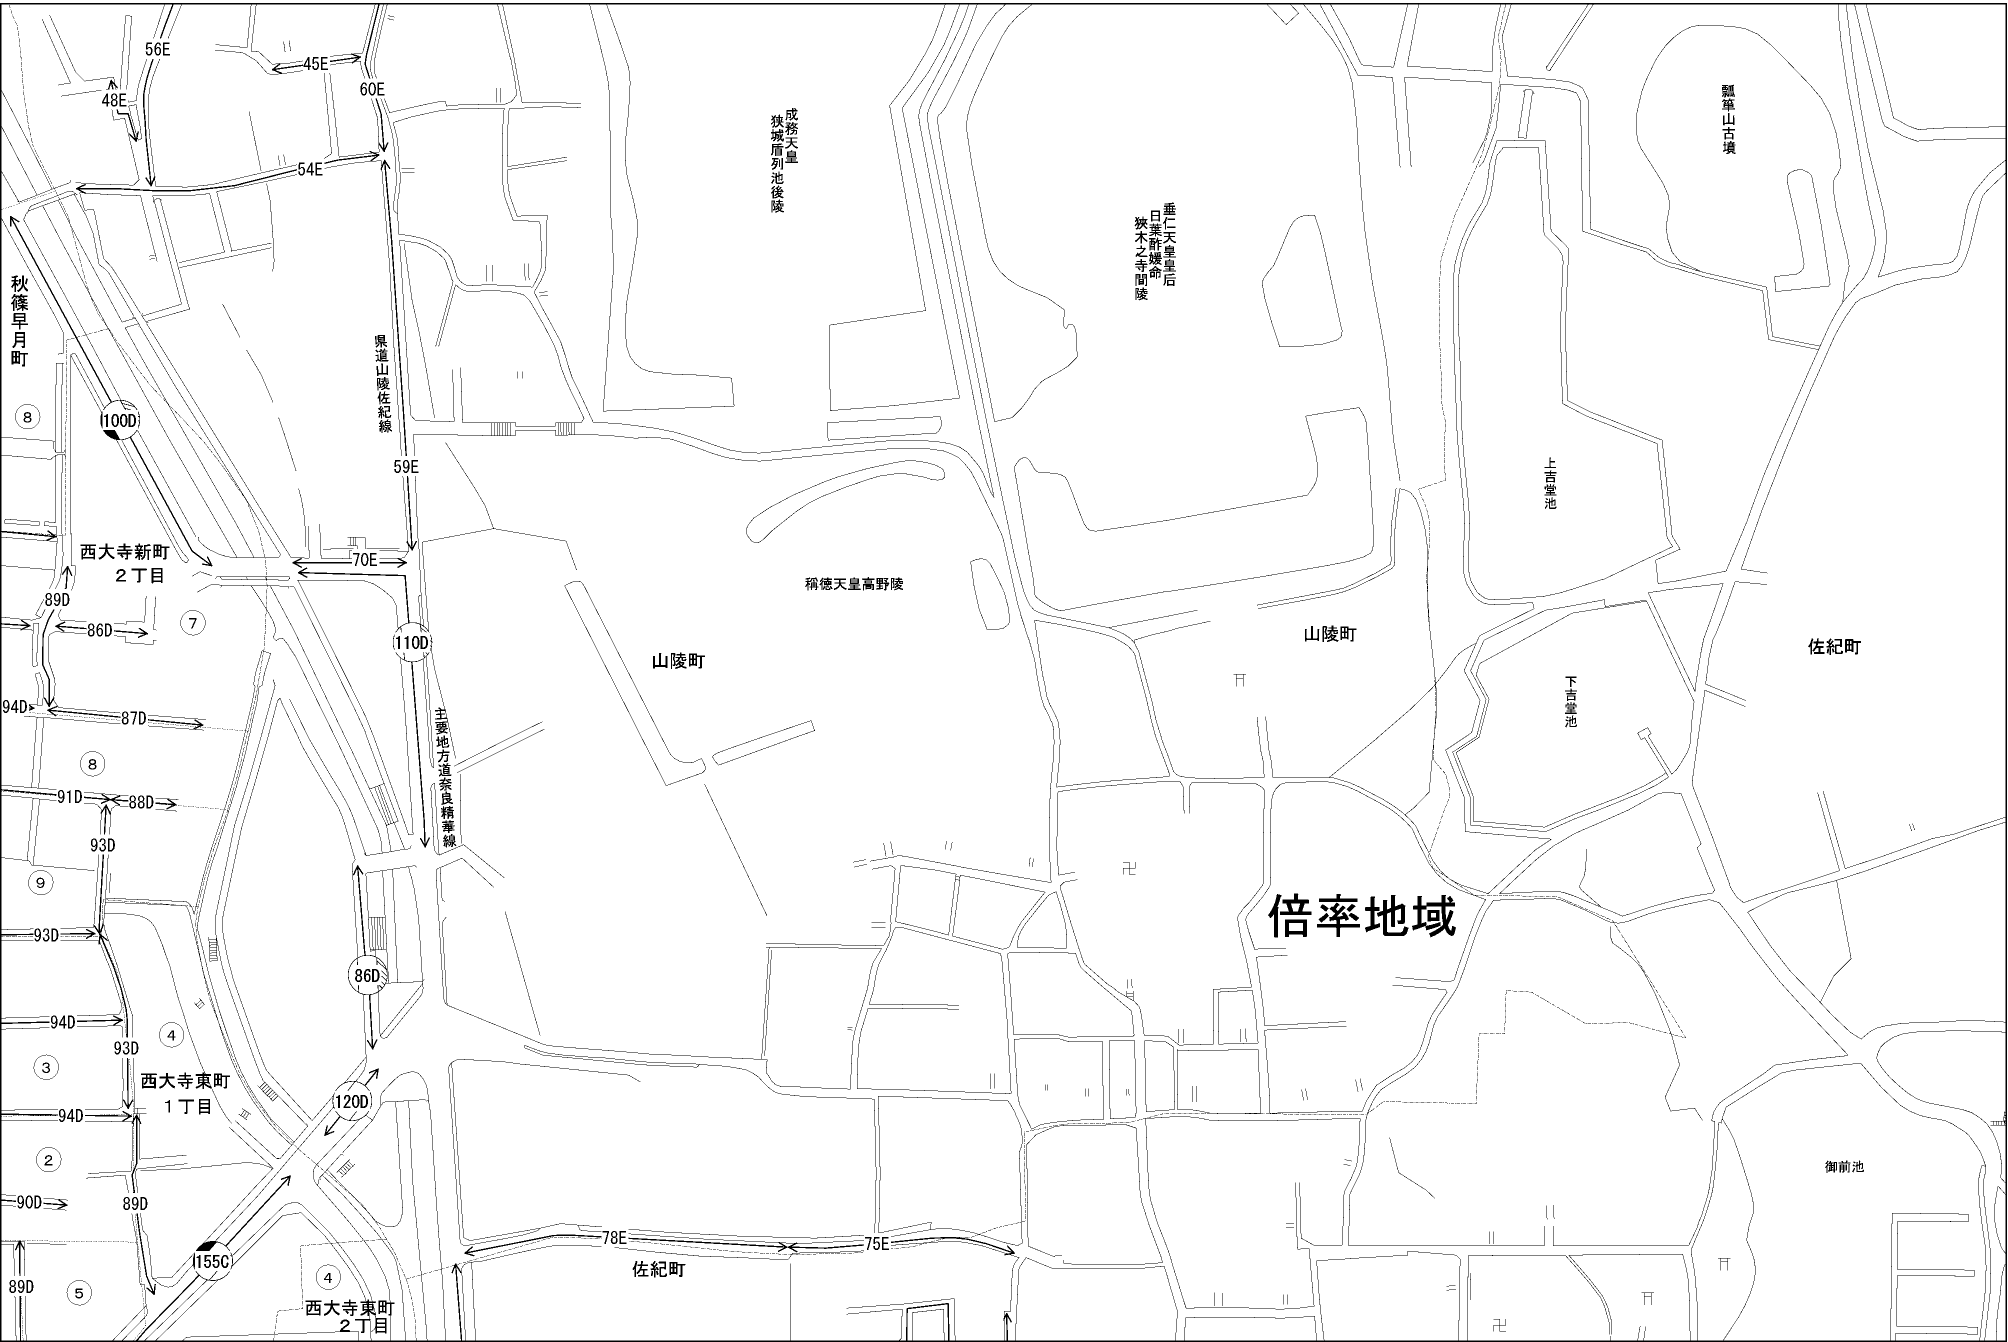 56E
45E
48E
60E
54E
成務天皇
狭城盾列池後陵
瓢箪山古墳
垂仁天皇皇后
日葉酢媛命
狭木之寺間陵
秋篠早月町
県道山陵佐紀線
8
100D
59E
上吉堂池
西大寺新町
2丁目
70E
稱徳天皇高野陵
89D
86D
7
110D
山陵町
山陵町
佐紀町
下吉堂池
94D
87D
主要地方道奈良精華線
8
91D
88D
93D
9
倍率地域
93D
86D
94D
4
93D
3
西大寺東町
1丁目
120D
94D
2
御前池
90D
89D
155C
78E
75E
佐紀町
89D
5
4
西大寺東町
2丁目